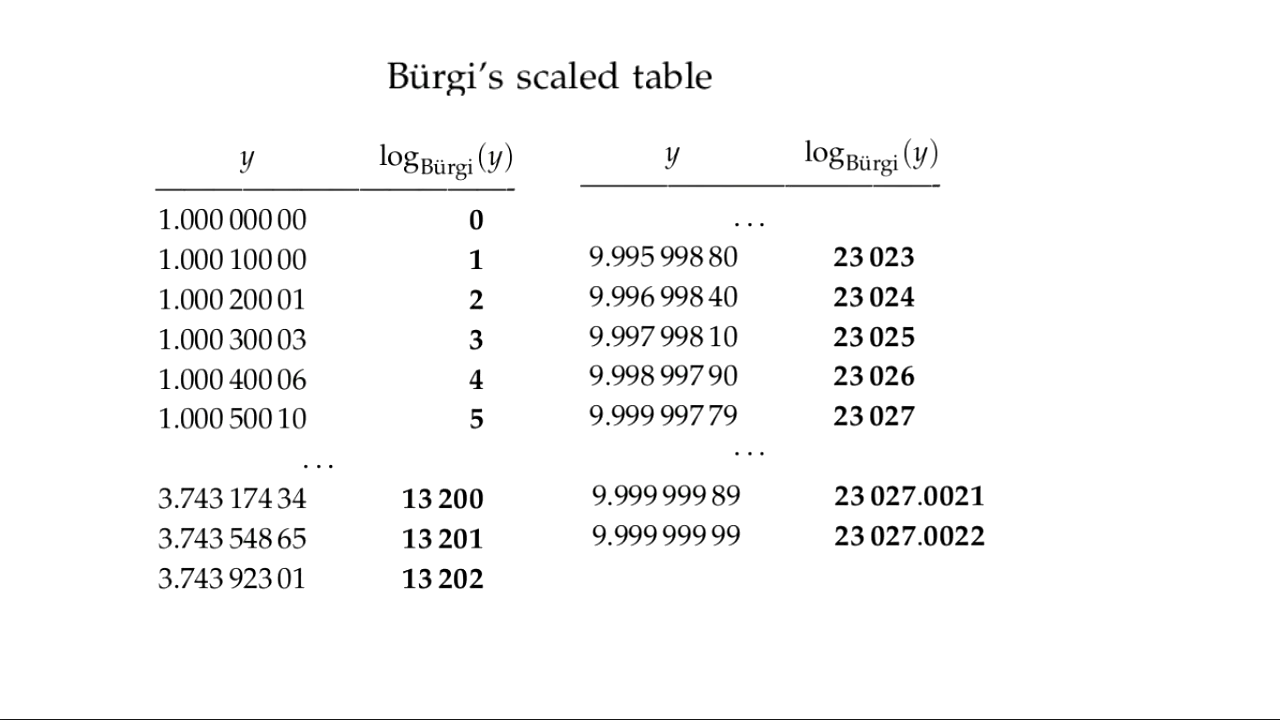 Bürgi's scaled table
y log_Bürgi(y)
1.000 000 00 0
1.000 100 00 1
1.000 200 01 2
1.000 300 03 3
1.000 400 06 4
1.000 500 10 5
...
3.743 174 34 13 200
3.743 548 65 13 201
3.743 923 01 13 202
y log_Bürgi(y)
...
9.995 998 80 23 023
9.996 998 40 23 024
9.997 998 10 23 025
9.998 997 90 23 026
9.999 997 79 23 027
...
9.999 999 89 23 027.0021
9.999 999 99 23 027.0022